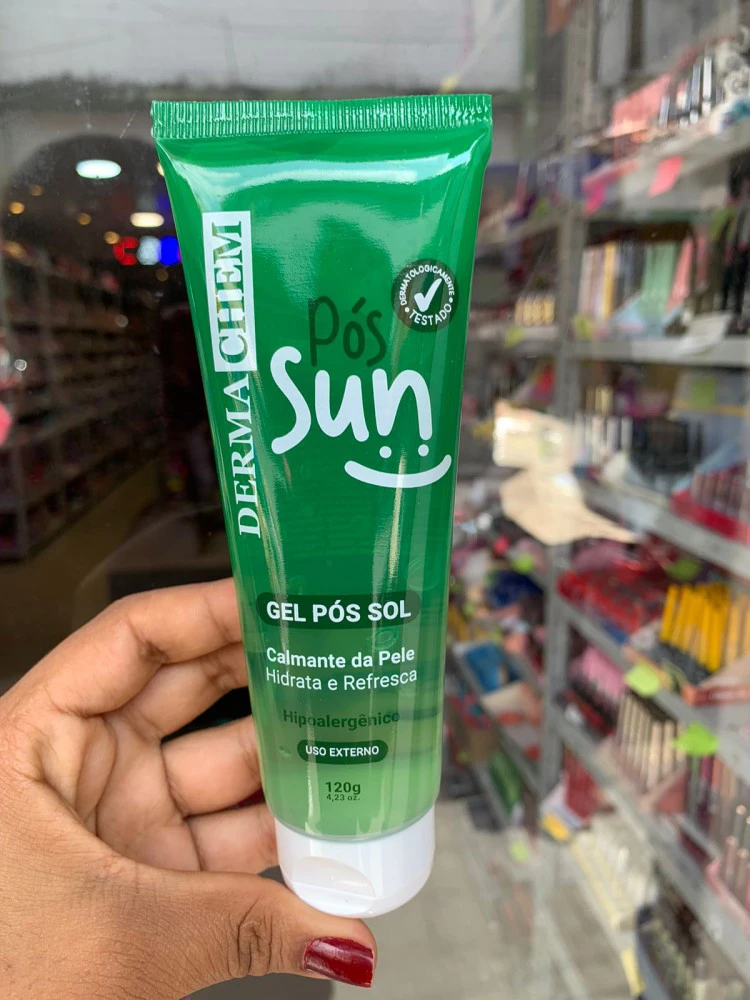 DERMACHEM
DERMATOLOGICAMENTE
TESTADO
Pós
Sun
GEL PÓS SOL
Calmante da Pele
Hidrata e Refresca
Hipoalergênico
USO EXTERNO
120g
4,23 oz.